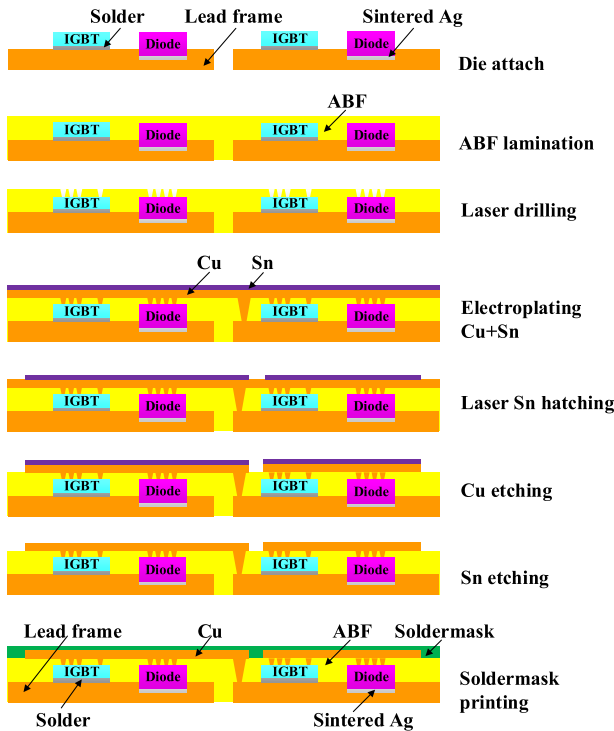 Solder
Lead frame
Sintered Ag
IGBT
Diode
IGBT
Diode
Die attach
ABF
IGBT
Diode
IGBT
Diode
ABF lamination
IGBT
Diode
IGBT
Diode
Laser drilling
Cu
Sn
IGBT
Diode
IGBT
Diode
Electroplating
Cu+Sn
IGBT
Diode
IGBT
Diode
Laser Sn hatching
IGBT
Diode
IGBT
Diode
Cu etching
IGBT
Diode
IGBT
Diode
Sn etching
Lead frame
Cu
ABF
Soldermask
IGBT
Diode
IGBT
Diode
Soldermask
printing
Solder
Sintered Ag